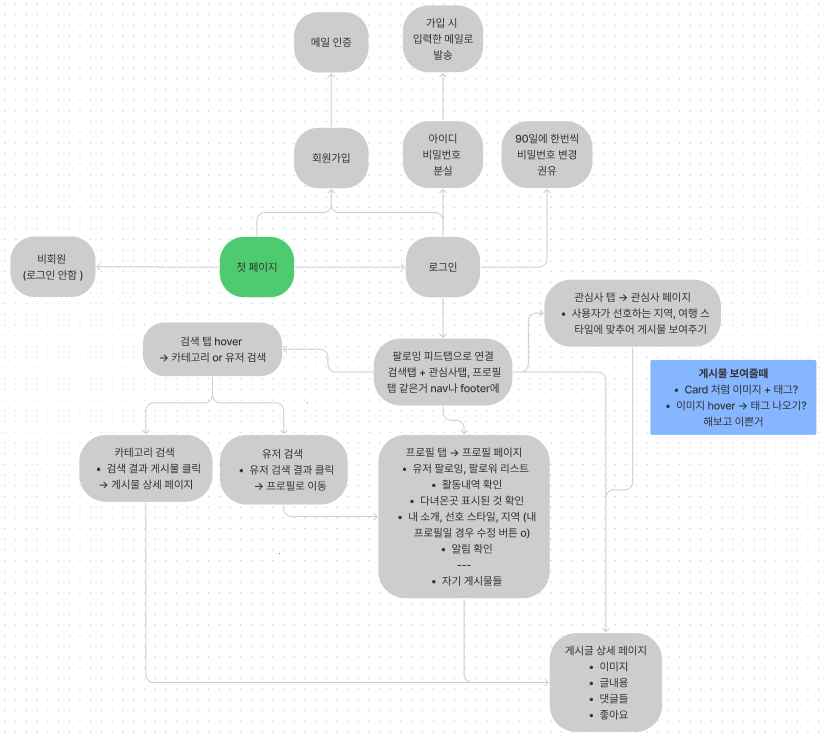 메일 인증
가입 시
입력한 메일로
발송
회원가입
아이디
비밀번호
분실
90일에 한번씩
비밀번호 변경
권유
비회원
(로그인 안함 )
첫 페이지
로그인
관심사 탭 → 관심사 페이지
• 사용자가 선호하는 지역, 여행 스
타일에 맞추어 게시물 보여주기
검색 탭 hover
→ 카테고리 or 유저 검색
팔로잉 피드탭으로 연결
검색탭 + 관심사탭, 프로필
탭 같은거 nav나 footer에
게시물 보여줄때
• Card 처럼 이미지 + 태그?
• 이미지 hover → 태그 나오기?
해보고 이쁜거
카테고리 검색
• 검색 결과 게시물 클릭
→ 게시물 상세 페이지
유저 검색
• 유저 검색 결과 클릭
→ 프로필로 이동
프로필 탭 → 프로필 페이지
• 유저 팔로잉, 팔로워 리스트
• 활동내역 확인
• 다녀온곳 표시된 것 확인
• 내 소개, 선호 스타일, 지역 (내
프로필일 경우 수정 버튼 o)
• 알림 확인
---
• 자기 게시물들
게시글 상세 페이지
• 이미지
• 글내용
• 댓글들
• 좋아요